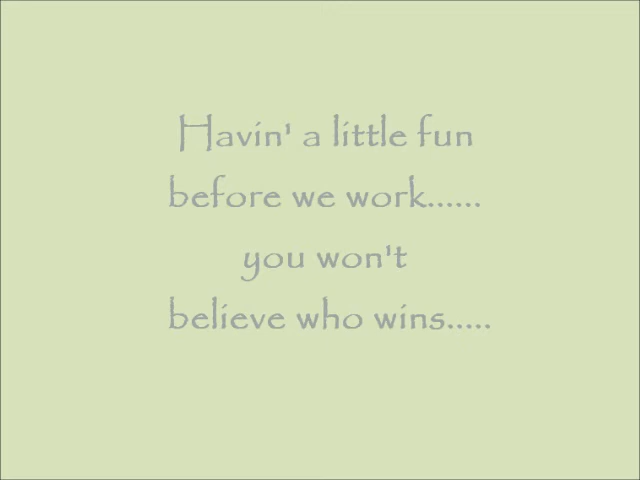 Havin' a little fun
before we work......
you won't
believe who wins.....